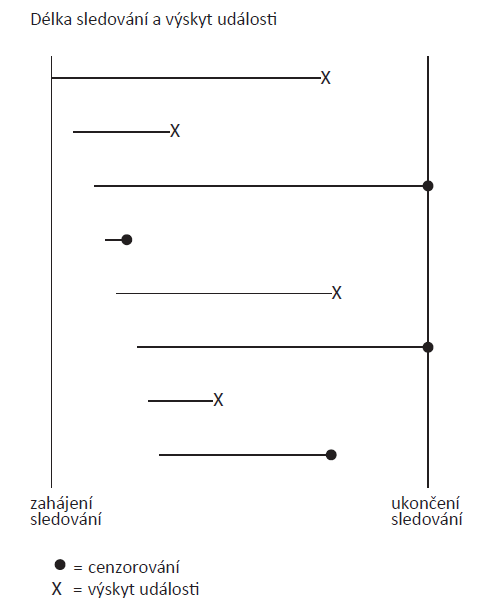 Délka sledování a výskyt události
X
X
X
X
zahájení
sledování
ukončení
sledování
= cenzorování
X = výskyt události